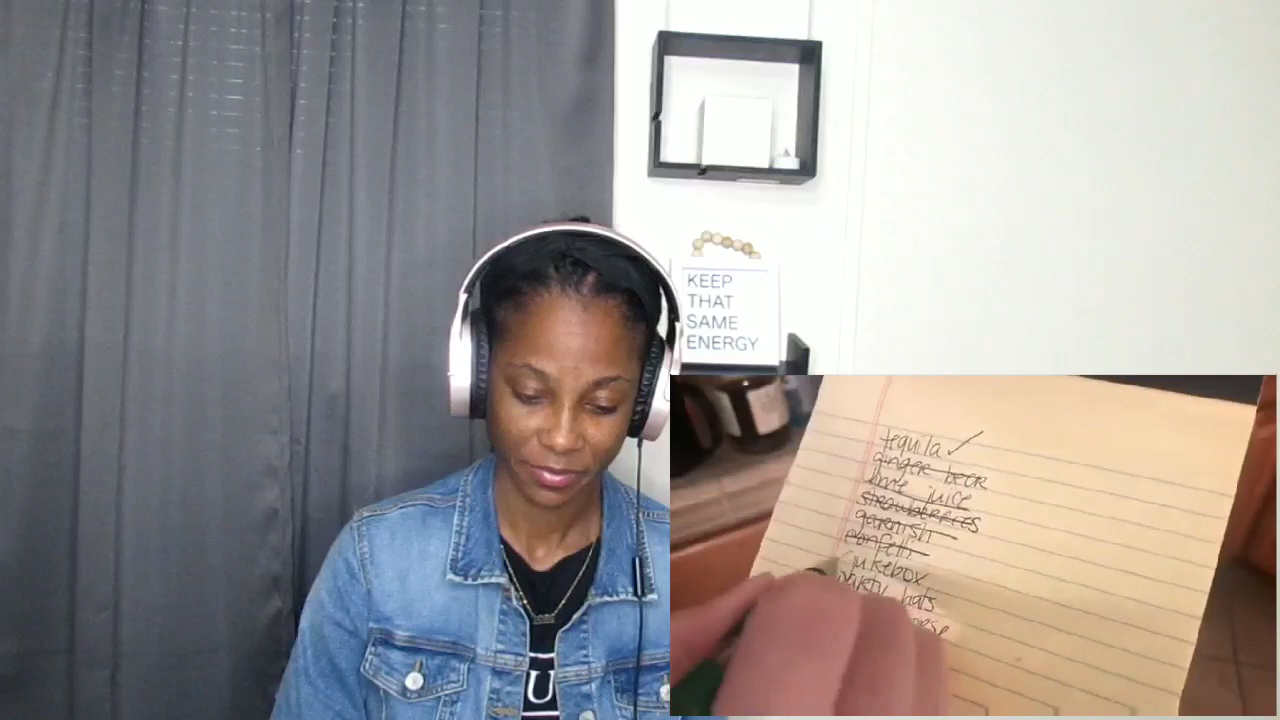 KEEP
THAT
SAME
ENERGY
tequila ✓
ginger beer
lime juice
strawberries
garnish
confetti
jukebox
party hats
U